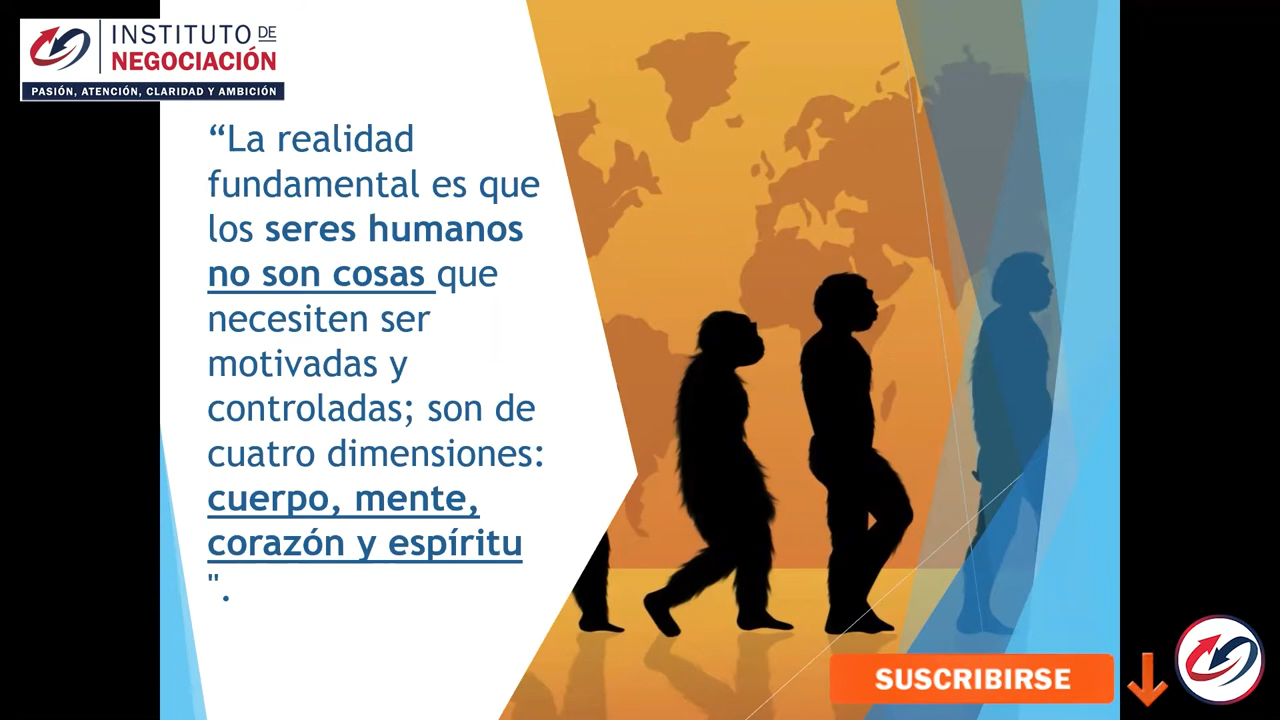 INSTITUTO DE
NEGOCIACIÓN
PASIÓN, ATENCIÓN, CLARIDAD Y AMBICIÓN
“La realidad
fundamental es que
los seres humanos
no son cosas que
necesiten ser
motivadas y
controladas; son de
cuatro dimensiones:
cuerpo, mente,
corazón y espíritu
".
SUSCRIBIRSE